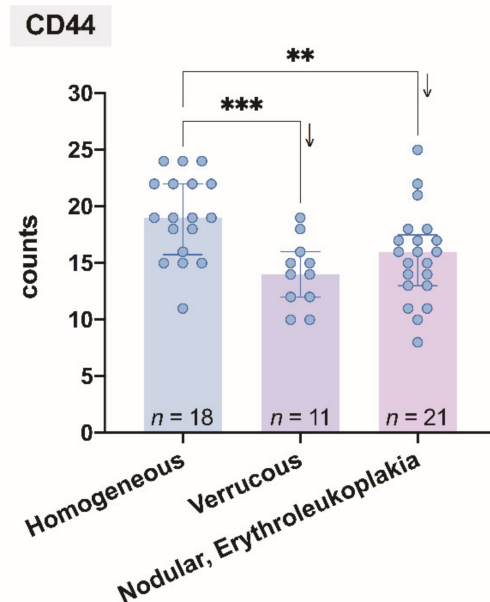 CD44
**
***
30
25
20
15
10
5
0
counts
n = 18
n = 11
n = 21
Homogeneous
Verrucous
Nodular, Erythroleukoplakia